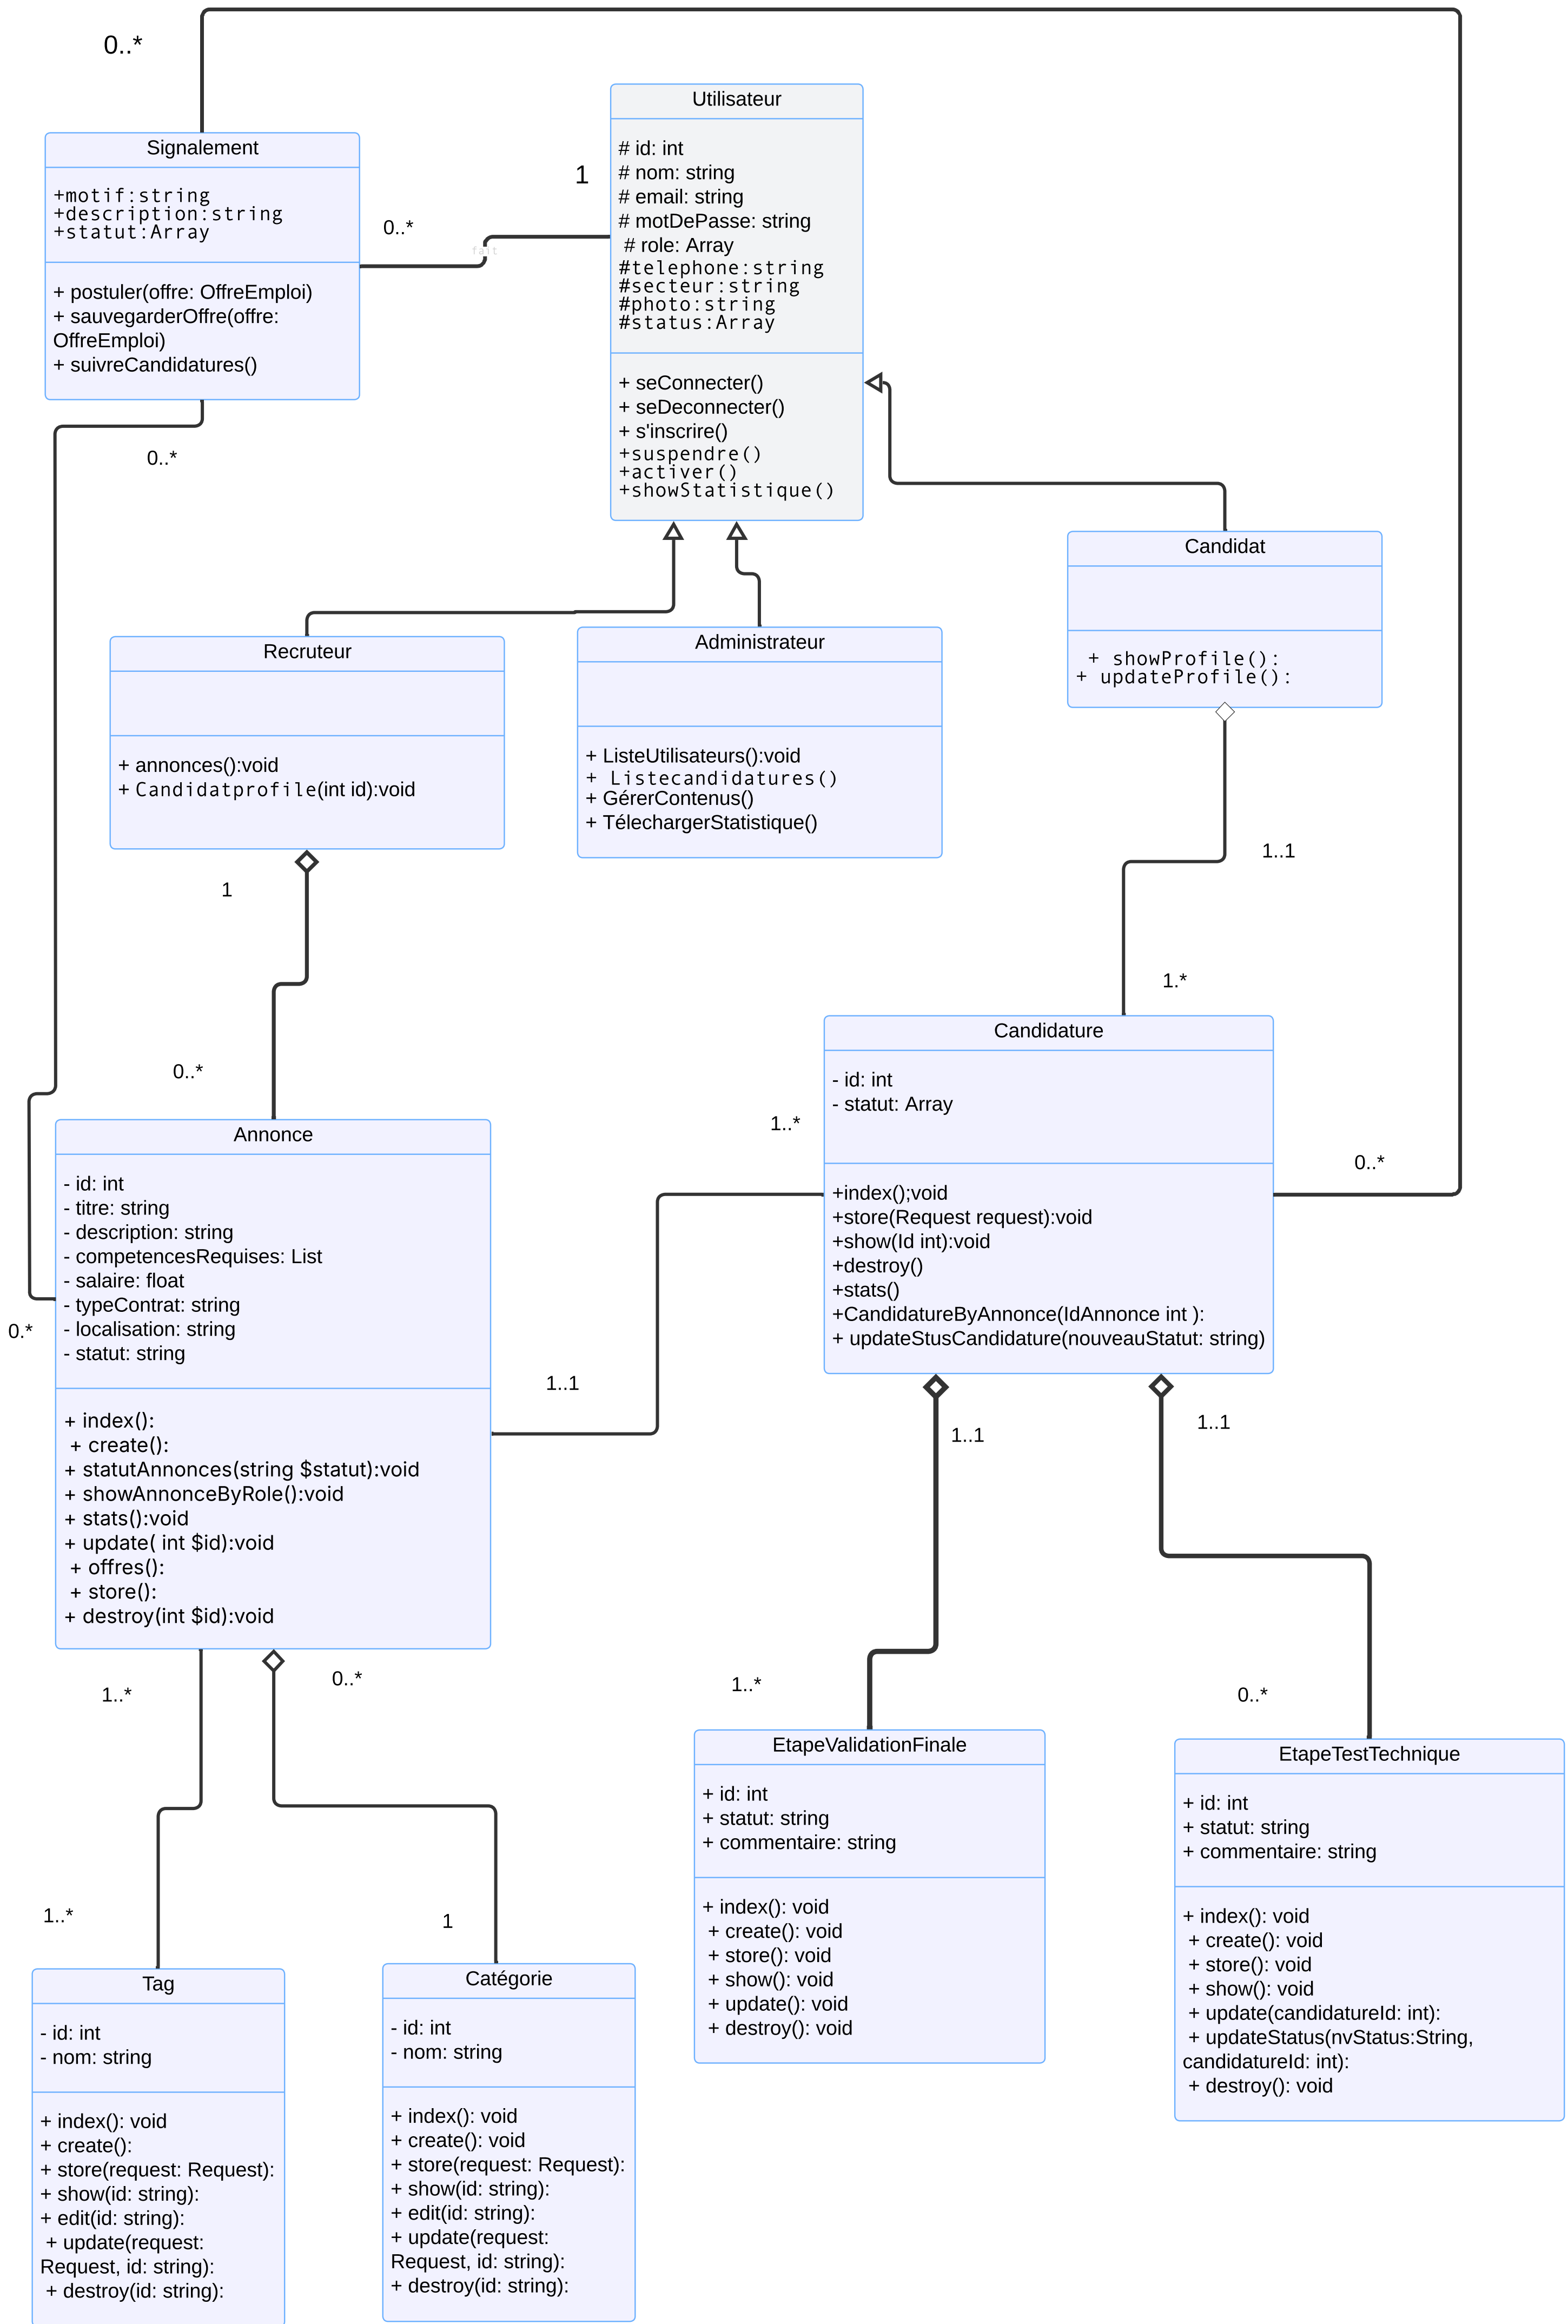 0..*
Signalement
+motif:string
+description:string
+statut:Array
+ postuler(offre: OffreEmploi)
+ sauvegarderOffre(offre:
OffreEmploi)
+ suivreCandidatures()
0..*
fait
1
Utilisateur
# id: int
# nom: string
# email: string
# motDePasse: string
# role: Array
#telephone:string
#secteur:string
#photo:string
#status:Array
+ seConnecter()
+ seDeconnecter()
+ s'inscrire()
+suspendre()
+activer()
+showStatistique()
0..*
Candidat
+ showProfile():
+ updateProfile():
Recruteur
+ annonces():void
+ Candidatprofile(int id):void
Administrateur
+ ListeUtilisateurs():void
+ Listecandidatures()
+ GérerContenus()
+ TélechargerStatistique()
1
1..1
0..*
1.*
Candidature
- id: int
- statut: Array
+index();void
+store(Request request):void
+show(Id int):void
+destroy()
+stats()
+CandidatureByAnnonce(IdAnnonce int ):
+ updateStusCandidature(nouveauStatut: string)
1..*
0..*
Annonce
- id: int
- titre: string
- description: string
- competencesRequises: List
- salaire: float
- typeContrat: string
- localisation: string
- statut: string
+ index():
+ create():
+ statutAnnonces(string $statut):void
+ showAnnonceByRole():void
+ stats():void
+ update( int $id):void
+ offres():
+ store():
+ destroy(int $id):void
0.*
1..1
1..1
1..1
1..*
0..*
1..*
0..*
EtapeValidationFinale
+ id: int
+ statut: string
+ commentaire: string
+ index(): void
+ create(): void
+ store(): void
+ show(): void
+ update(): void
+ destroy(): void
EtapeTestTechnique
+ id: int
+ statut: string
+ commentaire: string
+ index(): void
+ create(): void
+ store(): void
+ show(): void
+ update(candidatureId: int):
+ updateStatus(nvStatus:String,
candidatureId: int):
+ destroy(): void
1..*
1
Tag
- id: int
- nom: string
+ index(): void
+ create():
+ store(request: Request):
+ show(id: string):
+ edit(id: string):
+ update(request:
Request, id: string):
+ destroy(id: string):
Catégorie
- id: int
- nom: string
+ index(): void
+ create(): void
+ store(request: Request):
+ show(id: string):
+ edit(id: string):
+ update(request:
Request, id: string):
+ destroy(id: string):